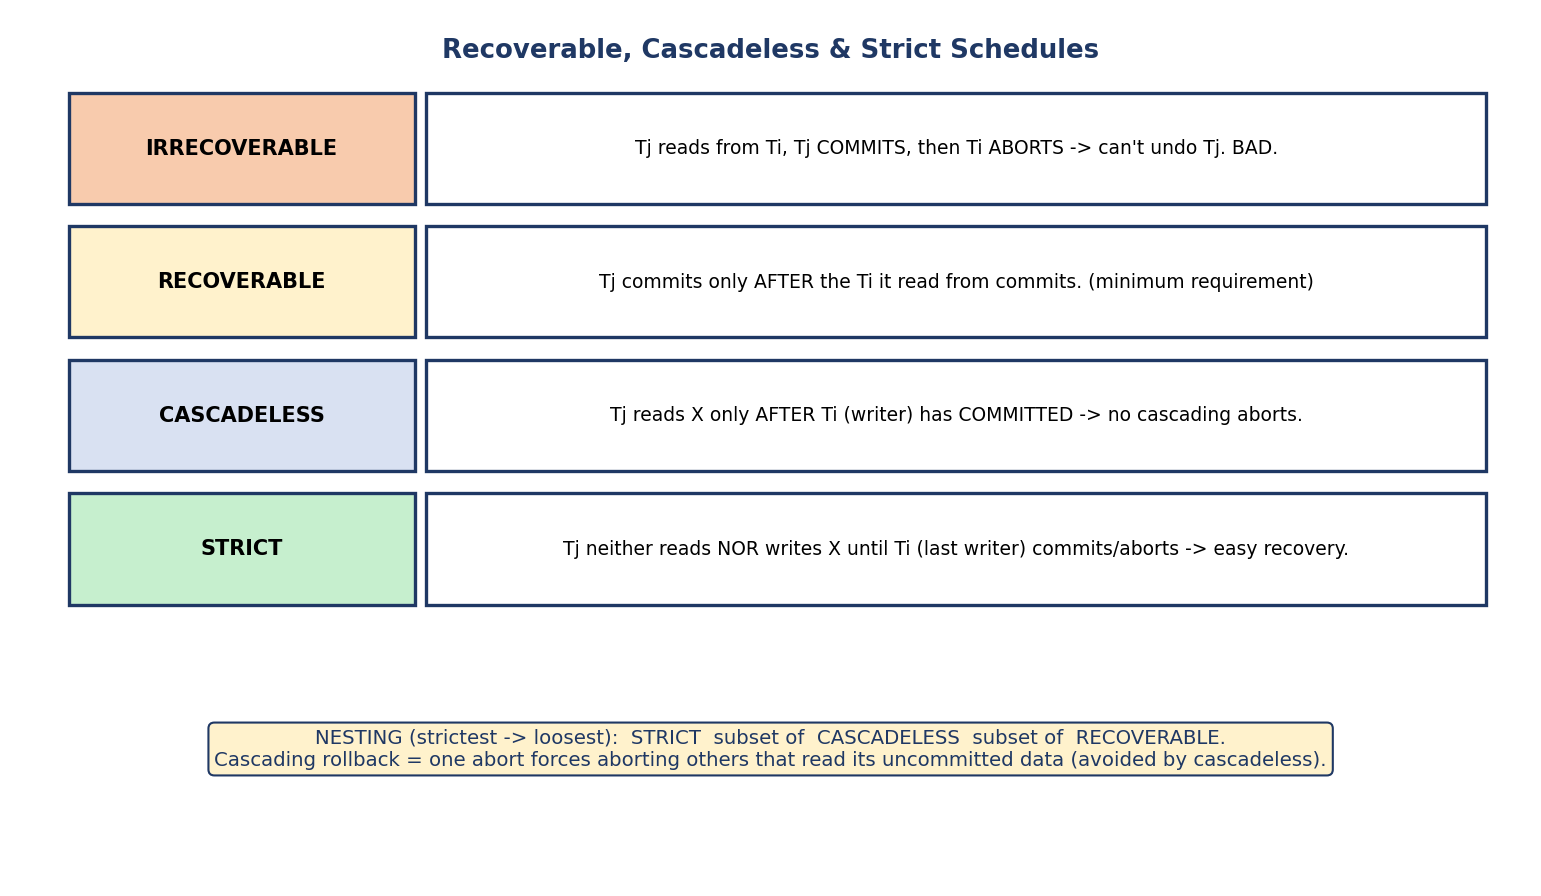 Recoverable, Cascadeless & Strict Schedules
IRRECOVERABLE
Tj reads from Ti, Tj COMMITS, then Ti ABORTS -> can't undo Tj. BAD.
RECOVERABLE
Tj commits only AFTER the Ti it read from commits. (minimum requirement)
CASCADELESS
Tj reads X only AFTER Ti (writer) has COMMITTED -> no cascading aborts.
STRICT
Tj neither reads NOR writes X until Ti (last writer) commits/aborts -> easy recovery.
NESTING (strictest -> loosest):  STRICT  subset of  CASCADELESS  subset of  RECOVERABLE.
Cascading rollback = one abort forces aborting others that read its uncommitted data (avoided by cascadeless).